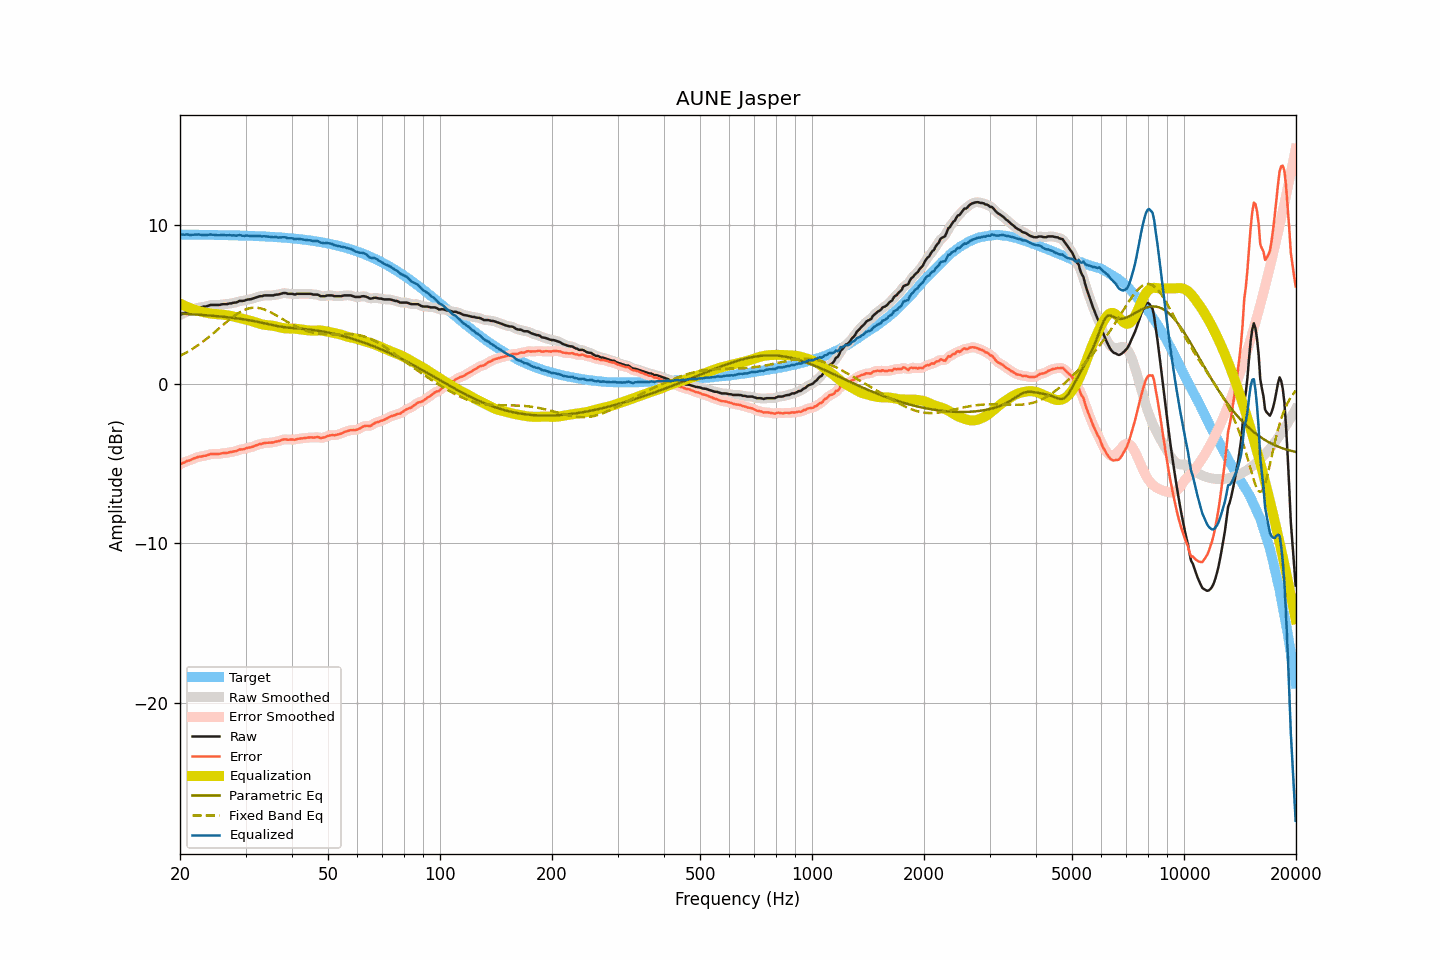 AUNE Jasper
Amplitude (dBr)
10
0
−10
−20
Target
Raw Smoothed
Error Smoothed
Raw
Error
Equalization
Parametric Eq
Fixed Band Eq
Equalized
20 50 100 200 500 1000 2000 5000 10000 20000
Frequency (Hz)